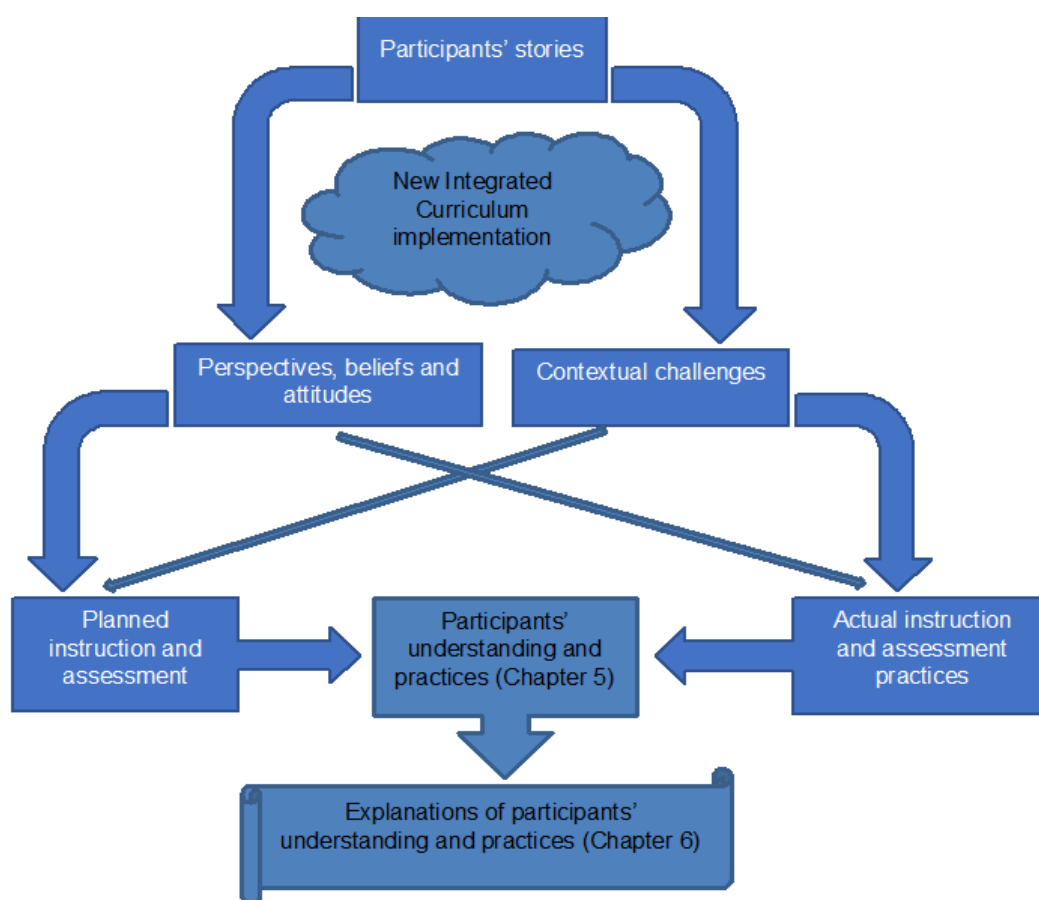 Participants’ stories
New Integrated
Curriculum
implementation
Perspectives, beliefs and
attitudes
Contextual challenges
Planned
instruction and
assessment
Participants’
understanding and
practices (Chapter 5)
Actual instruction
and assessment
practices
Explanations of participants’
understanding and practices (Chapter 6)